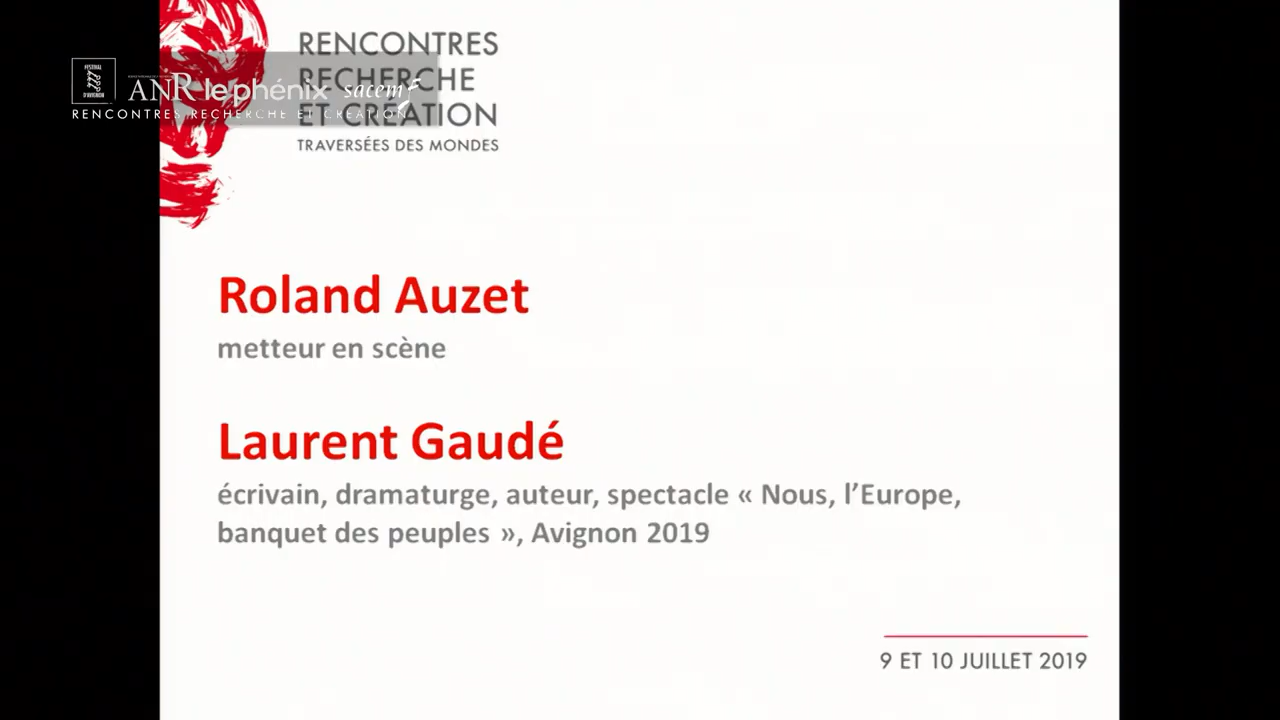 RENCONTRES
RECHERCHE
ET CRÉATION
TRAVERSÉES DES MONDES
FESTIVAL
D'AVIGNON
ANR le phénix sacem
RENCONTRES RECHERCHE ET CRÉATION
Roland Auzet
metteur en scène
Laurent Gaudé
écrivain, dramaturge, auteur, spectacle « Nous, l’Europe,
banquet des peuples », Avignon 2019
9 ET 10 JUILLET 2019